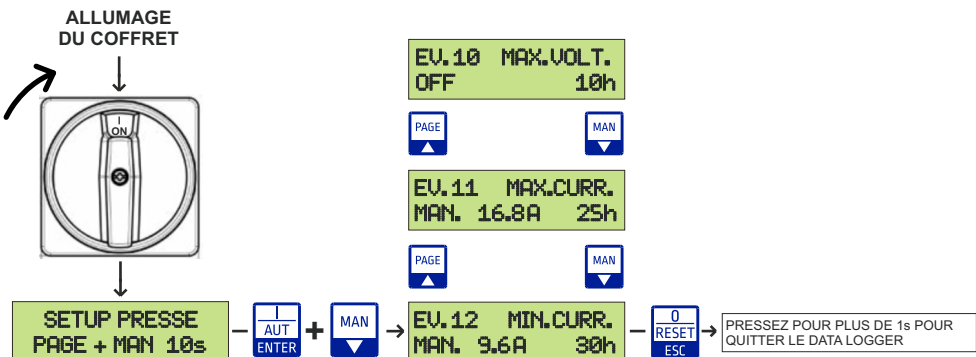 ALLUMAGE
DU COFFRET
I
ON
EV.10 MAX.VOLT.
OFF 10h
PAGE
MAN
EV.11 MAX.CURR.
MAN. 16.8A 25h
PAGE
MAN
SETUP PRESSE
PAGE + MAN 10s
I
AUT
ENTER
+
MAN
EV.12 MIN.CURR.
MAN. 9.6A 30h
0
RESET
ESC
PRESSEZ POUR PLUS DE 1s POUR
QUITTER LE DATA LOGGER